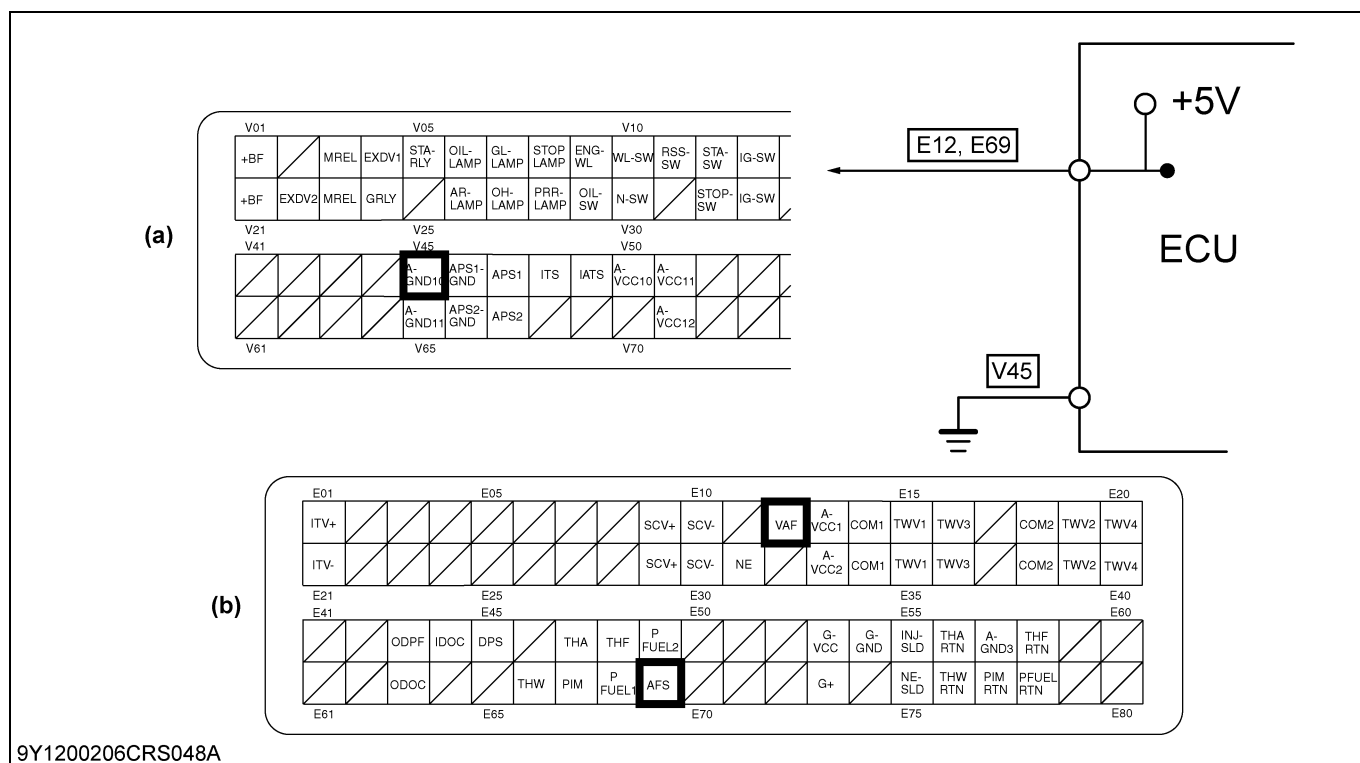 V01 V05 V10
+BF MREL EXDV1 STA-RLY OIL-LAMP GL-LAMP STOP LAMP ENG-WL WL-SW RSS-SW STA-SW IG-SW
+BF EXDV2 MREL GRLY AR-LAMP OH-LAMP PRR-LAMP OIL-SW N-SW STOP-SW IG-SW
V21 V25 V30
(a)
V41 V45 V50
A-GND10 APS1-GND APS1 ITS IATS A-VCC10 A-VCC11
A-GND11 APS2-GND APS2 A-VCC12
V61 V65 V70
+5V
E12, E69
ECU
V45
E01 E05 E10 E15 E20
ITV+ SCV+ SCV- VAF A-VCC1 COM1 TWV1 TWV3 COM2 TWV2 TWV4
ITV- SCV+ SCV- NE A-VCC2 COM1 TWV1 TWV3 COM2 TWV2 TWV4
E21 E25 E30 E35 E40
(b)
E41 E45 E50 E55 E60
ODPF IDOC DPS THA THF P FUEL2 G-VCC G-GND INJ-SLD THA RTN A-GND3 THF RTN
ODOC THW PIM P FUEL1 AFS G+ NE-SLD THW RTN PIM RTN PFUEL RTN
E61 E65 E70 E75 E80
9Y1200206CRS048A